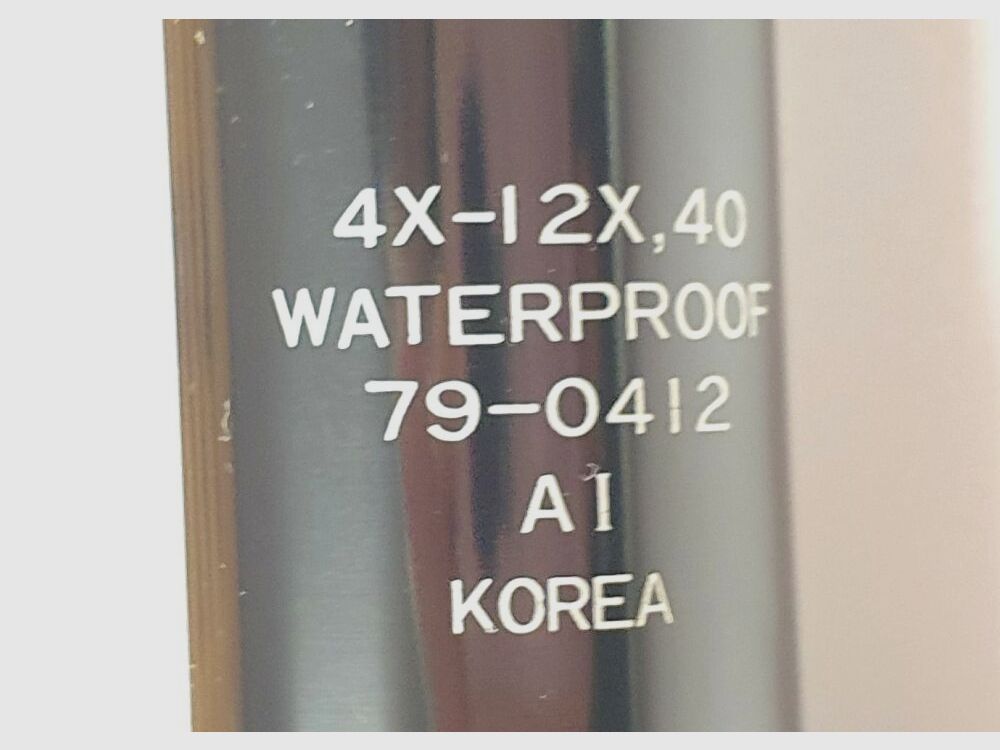 4X-12X,40
WATERPROOF
79-0412
A1
KOREA